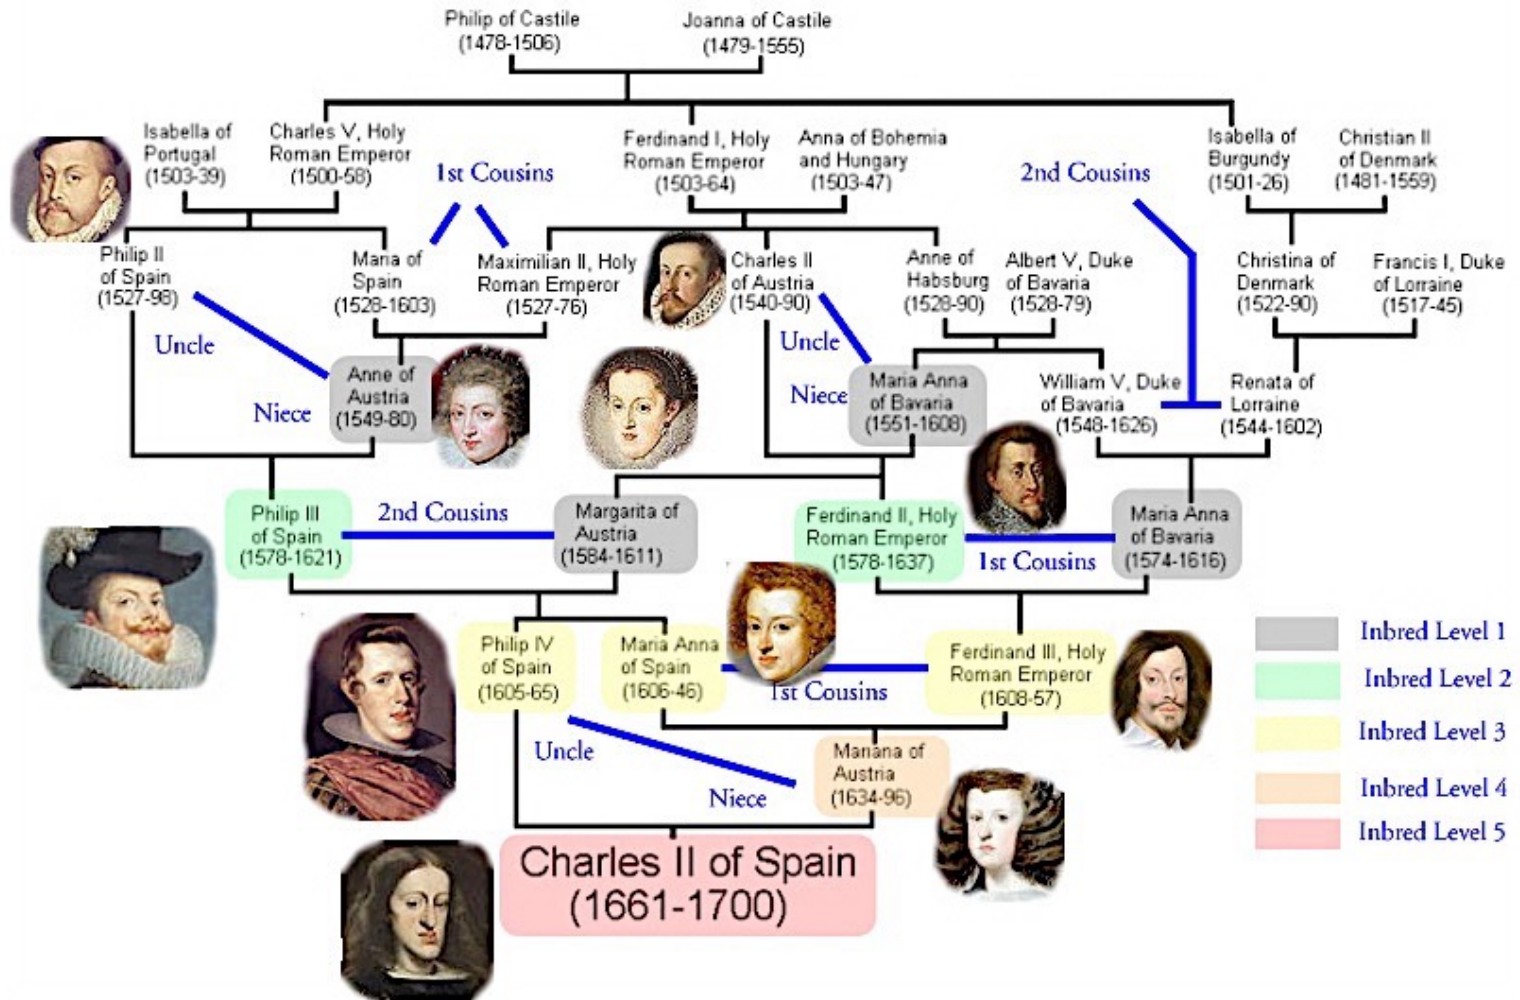 Philip of Castile
(1478-1506)
Joanna of Castile
(1479-1555)
Isabella of
Portugal
(1503-39)
Charles V, Holy
Roman Emperor
(1500-58)
1st Cousins
Ferdinand I, Holy
Roman Emperor
(1503-64)
Anna of Bohemia
and Hungary
(1503-47)
2nd Cousins
Isabella of
Burgundy
(1501-26)
Christian II
of Denmark
(1481-1559)
Philip II
of Spain
(1527-98)
Maria of
Spain
(1528-1603)
Maximilian II, Holy
Roman Emperor
(1527-76)
Charles II
of Austria
(1540-90)
Anne of
Habsburg
(1528-90)
Albert V, Duke
of Bavaria
(1528-79)
Christina of
Denmark
(1522-90)
Francis I, Duke
of Lorraine
(1517-45)
Uncle
Niece
Anne of
Austria
(1549-80)
Uncle
Niece
Maria Anna
of Bavaria
(1551-1608)
William V, Duke
of Bavaria
(1548-1626)
Renata of
Lorraine
(1544-1602)
Philip III
of Spain
(1578-1621)
2nd Cousins
Margarita of
Austria
(1584-1611)
Ferdinand II, Holy
Roman Emperor
(1578-1637)
1st Cousins
Maria Anna
of Bavaria
(1574-1616)
Philip IV
of Spain
(1605-65)
Maria Anna
of Spain
(1606-46)
1st Cousins
Ferdinand III, Holy
Roman Emperor
(1608-57)
Uncle
Niece
Mariana of
Austria
(1634-96)
Charles II of Spain
(1661-1700)
Inbred Level 1
Inbred Level 2
Inbred Level 3
Inbred Level 4
Inbred Level 5